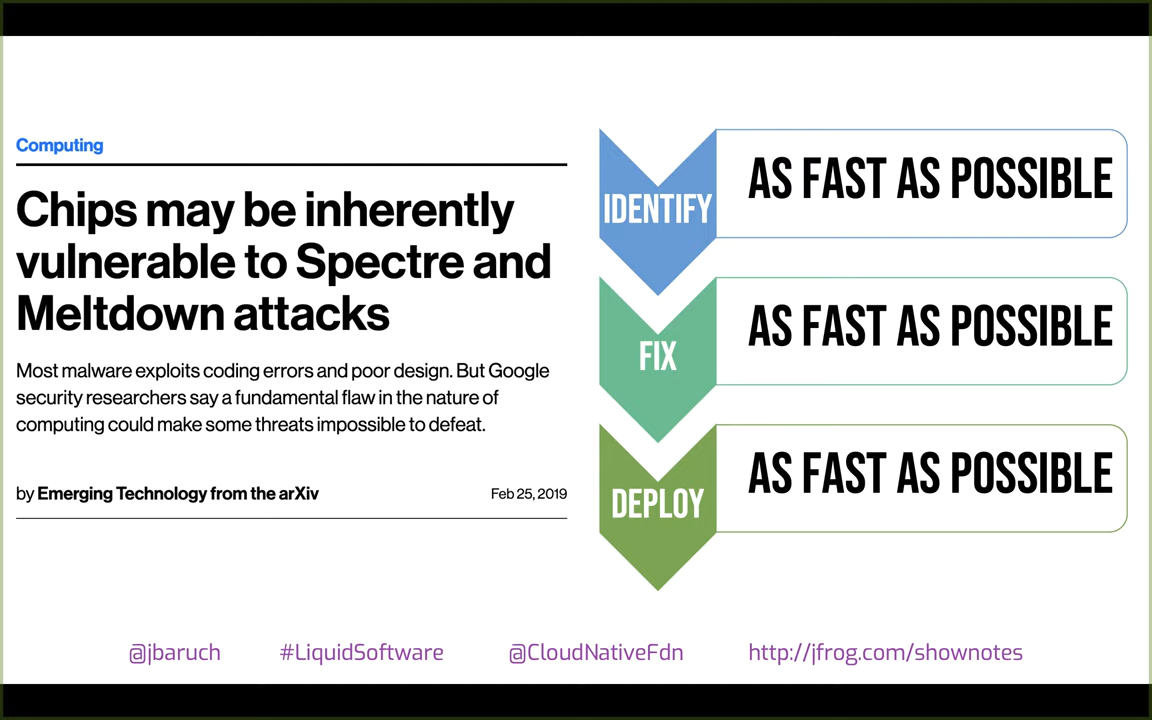 Computing
Chips may be inherently
vulnerable to Spectre and
Meltdown attacks
Most malware exploits coding errors and poor design. But Google
security researchers say a fundamental flaw in the nature of
computing could make some threats impossible to defeat.
by Emerging Technology from the arXiv Feb 25, 2019
IDENTIFY AS FAST AS POSSIBLE
FIX AS FAST AS POSSIBLE
DEPLOY AS FAST AS POSSIBLE
@jbaruch #LiquidSoftware @CloudNativeFdn http://jfrog.com/shownotes